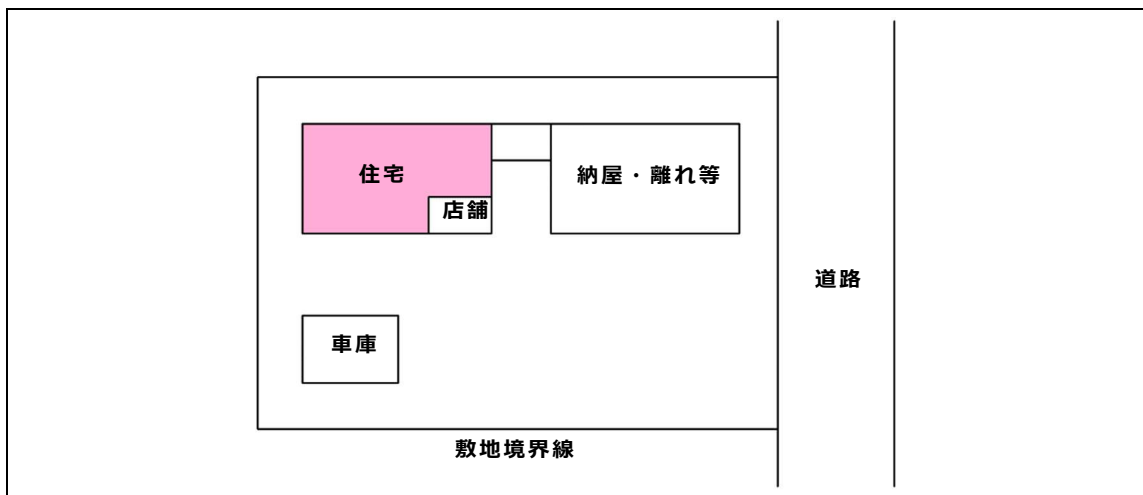 住宅
納屋・離れ等
店舗
道路
車庫
敷地境界線